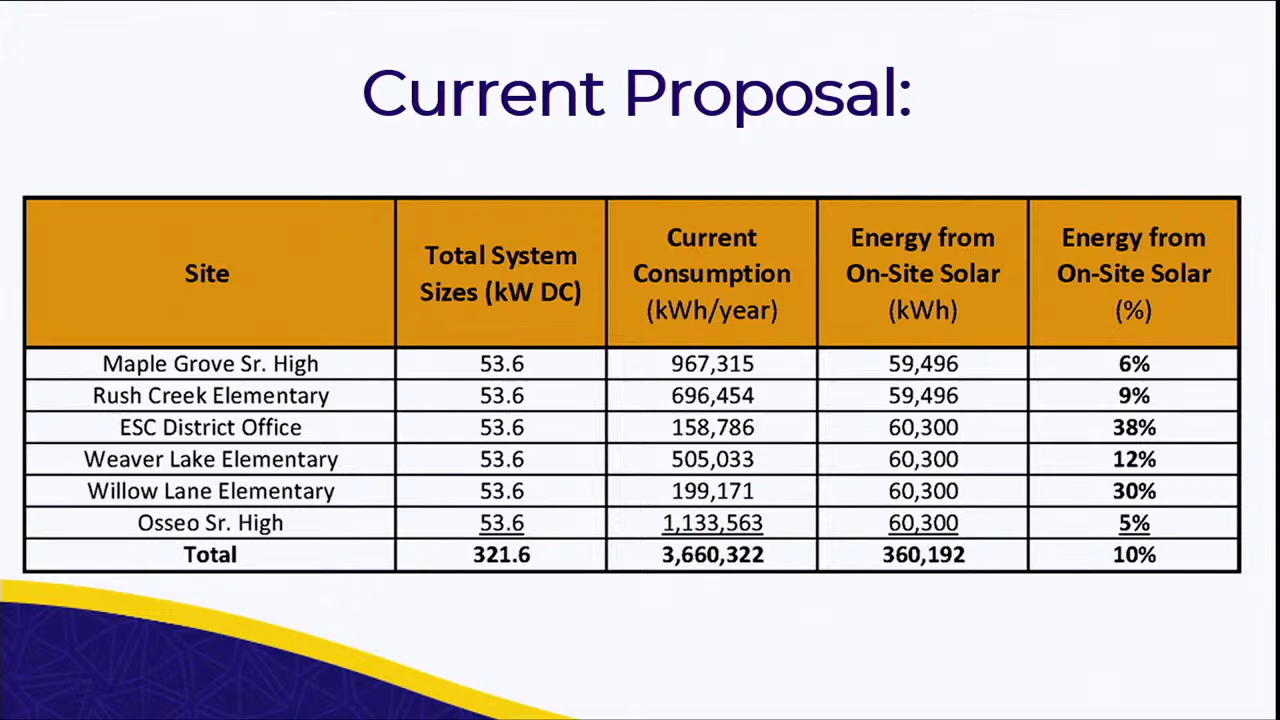 Current Proposal:
Site
Total System
Sizes (kW DC)
Current
Consumption
(kWh/year)
Energy from
On-Site Solar
(kWh)
Energy from
On-Site Solar
(%)
Maple Grove Sr. High 53.6 967,315 59,496 6%
Rush Creek Elementary 53.6 696,454 59,496 9%
ESC District Office 53.6 158,786 60,300 38%
Weaver Lake Elementary 53.6 505,033 60,300 12%
Willow Lane Elementary 53.6 199,171 60,300 30%
Osseo Sr. High 53.6 1,133,563 60,300 5%
Total 321.6 3,660,322 360,192 10%